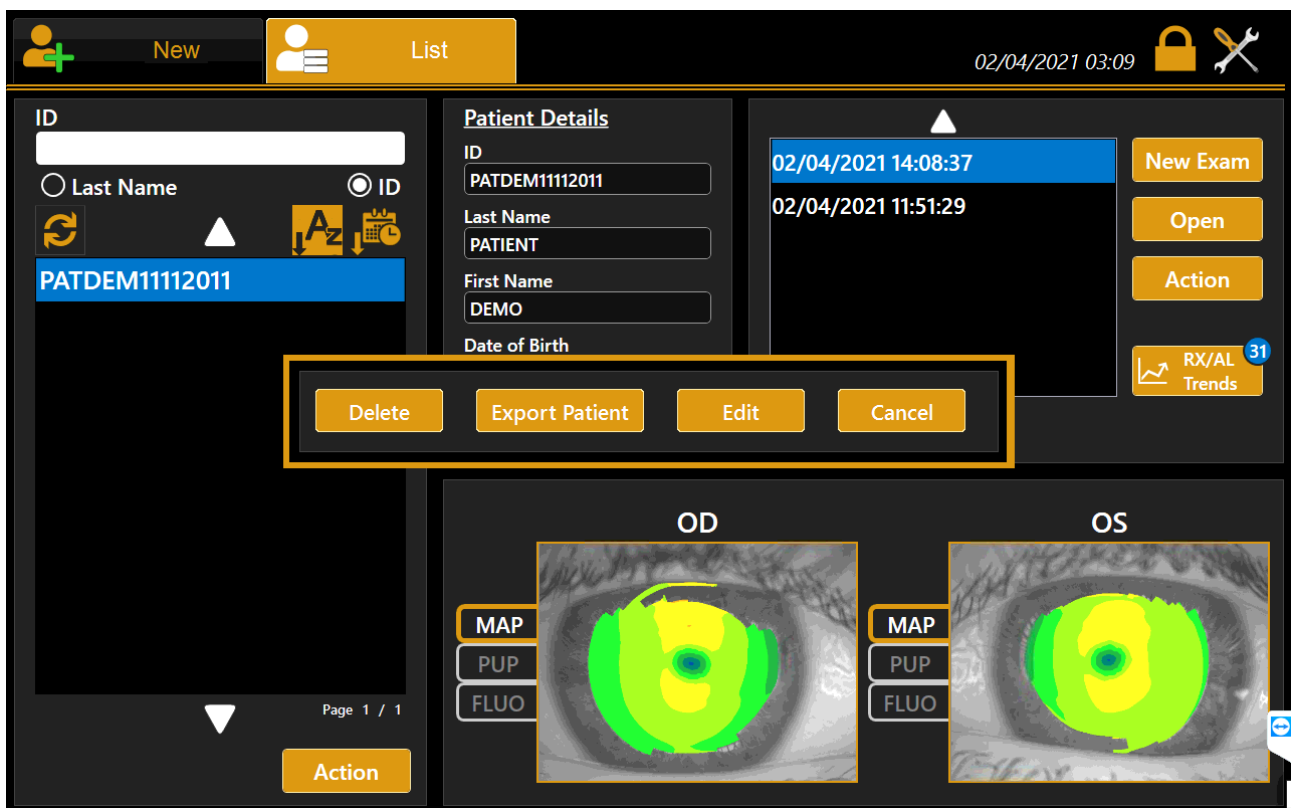 New
List
02/04/2021 03:09
ID
Last Name
ID
AZ
PATDEM11112011
Page 1 / 1
Action
Patient Details
ID
PATDEM11112011
Last Name
PATIENT
First Name
DEMO
Date of Birth
02/04/2021 14:08:37
02/04/2021 11:51:29
New Exam
Open
Action
RX/AL
Trends
31
Delete
Export Patient
Edit
Cancel
OD
MAP
PUP
FLUO
OS
MAP
PUP
FLUO